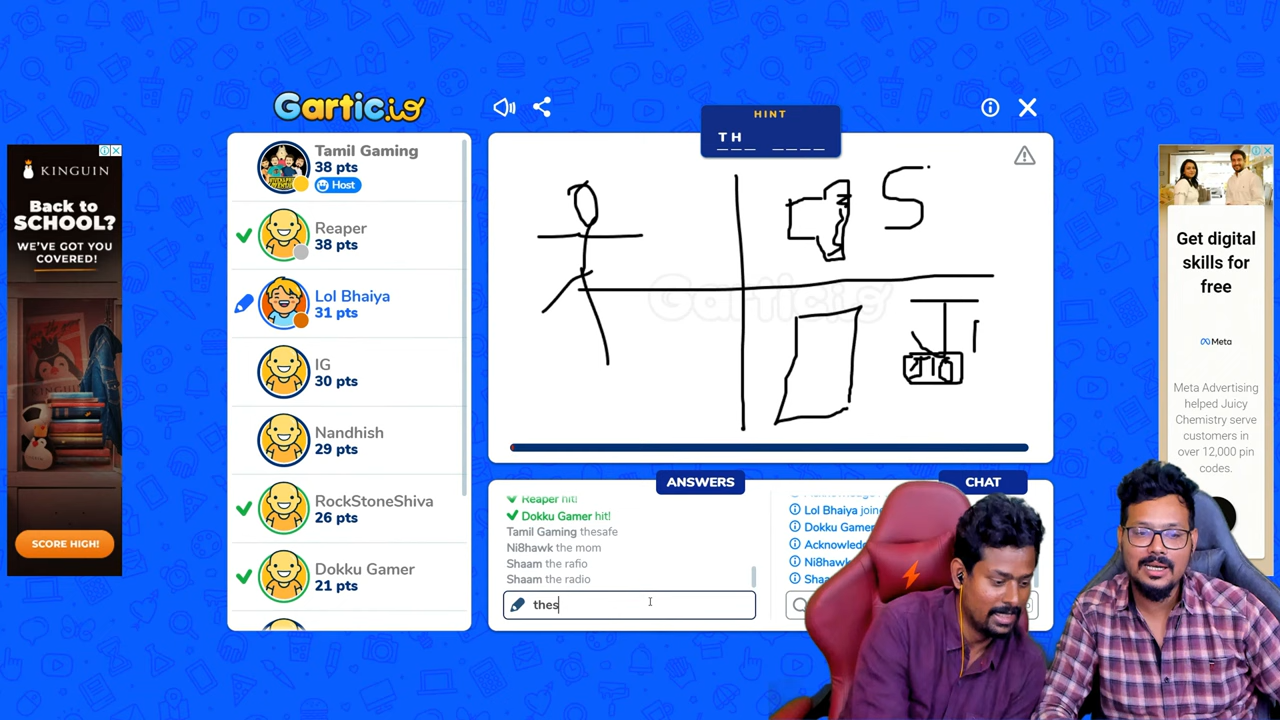 KINGUIN
Back to
SCHOOL?
WE'VE GOT YOU
COVERED!
SCORE HIGH!
Gartic.io
Tamil Gaming
38 pts
Host
Reaper
38 pts
Lol Bhaiya
31 pts
IG
30 pts
Nandhish
29 pts
RockStoneShiva
26 pts
Dokku Gamer
21 pts
HINT
T H _ _ _ _ _
S
Gartic.io
ANSWERS
Reaper hit!
Dokku Gamer hit!
Tamil Gaming thesafe
Ni8hawk the mom
Shaam the rafio
Shaam the radio
thes
CHAT
Lol Bhaiya joine
Dokku Gamer
Acknowledge
Ni8hawk
Shaa
Get digital
skills for
free
Meta
Meta Advertising
helped Juicy
Chemistry serve
customers in
over 12,000 pin
codes.